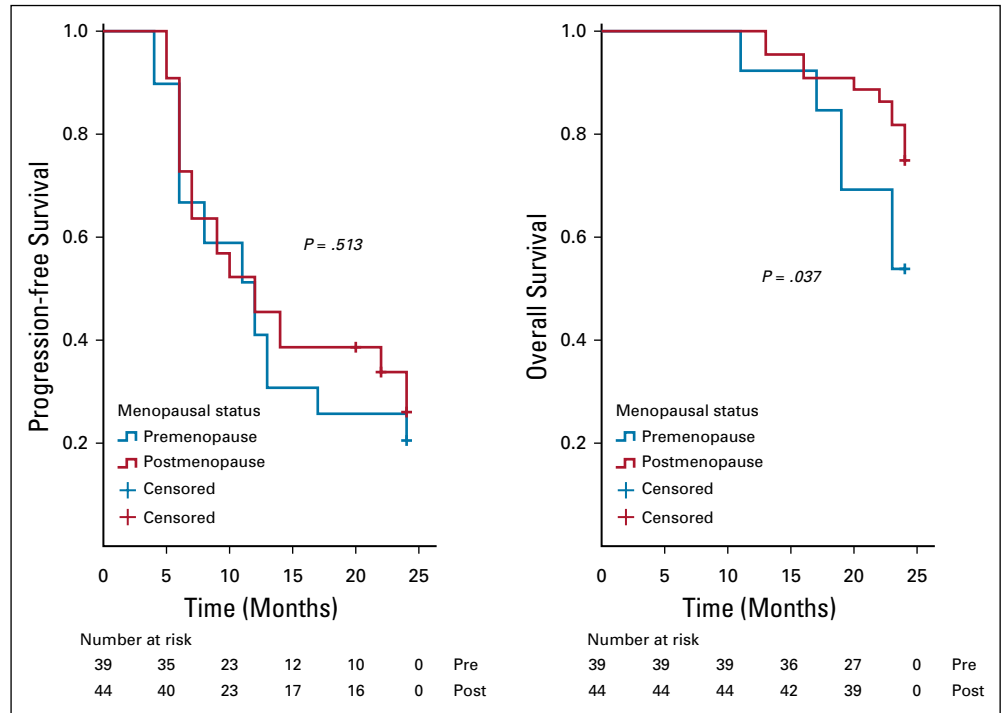 Progression-free Survival
1.0
0.8
0.6
0.4
0.2
P = .513
Menopausal status
Premenopause
Postmenopause
Censored
Censored
0 5 10 15 20 25
Time (Months)
Number at risk
39 35 23 12 10 0 Pre
44 40 23 17 16 0 Post
Overall Survival
1.0
0.8
0.6
0.4
0.2
P = .037
Menopausal status
Premenopause
Postmenopause
Censored
Censored
0 5 10 15 20 25
Time (Months)
Number at risk
39 39 39 36 27 0 Pre
44 44 44 42 39 0 Post